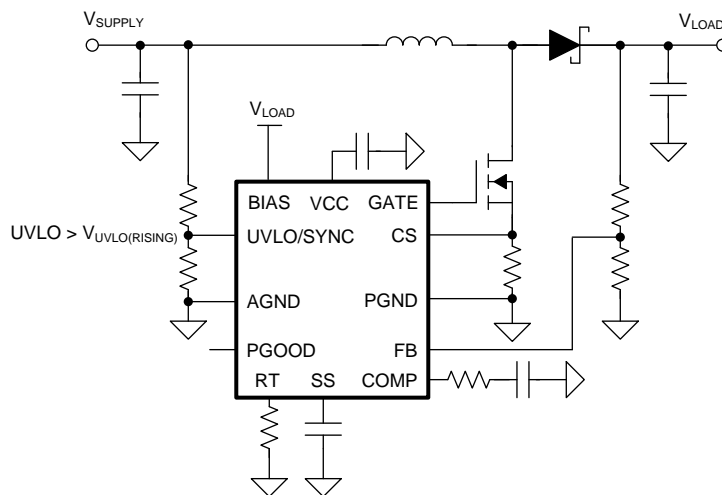 VSUPPLY
VLOAD
VLOAD
BIAS VCC GATE
UVLO > VUVLO(RISING)
UVLO/SYNC CS
AGND PGND
PGOOD FB
RT SS COMP